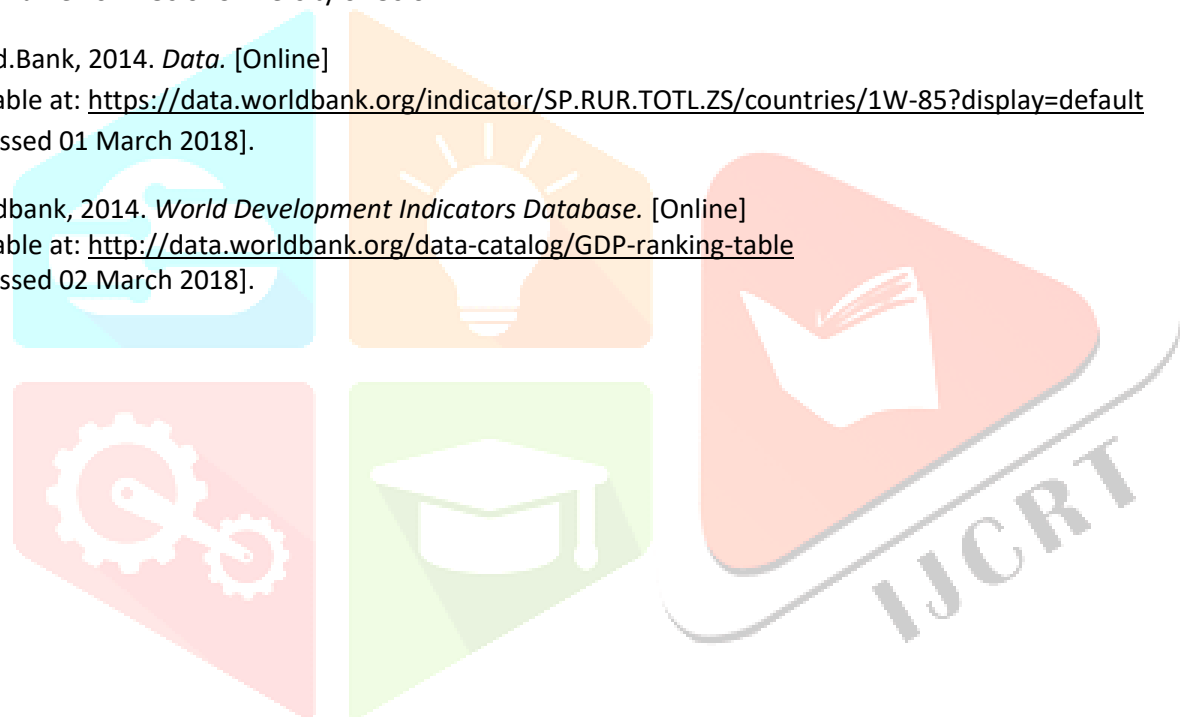 d.Bank, 2014. Data. [Online]
able at: https://data.worldbank.org/indicator/SP.RUR.TOTL.ZS/countries/1W-85?display=default
ssed 01 March 2018].
dbank, 2014. World Development Indicators Database. [Online]
able at: http://data.worldbank.org/data-catalog/GDP-ranking-table
ssed 02 March 2018].
IJCRT